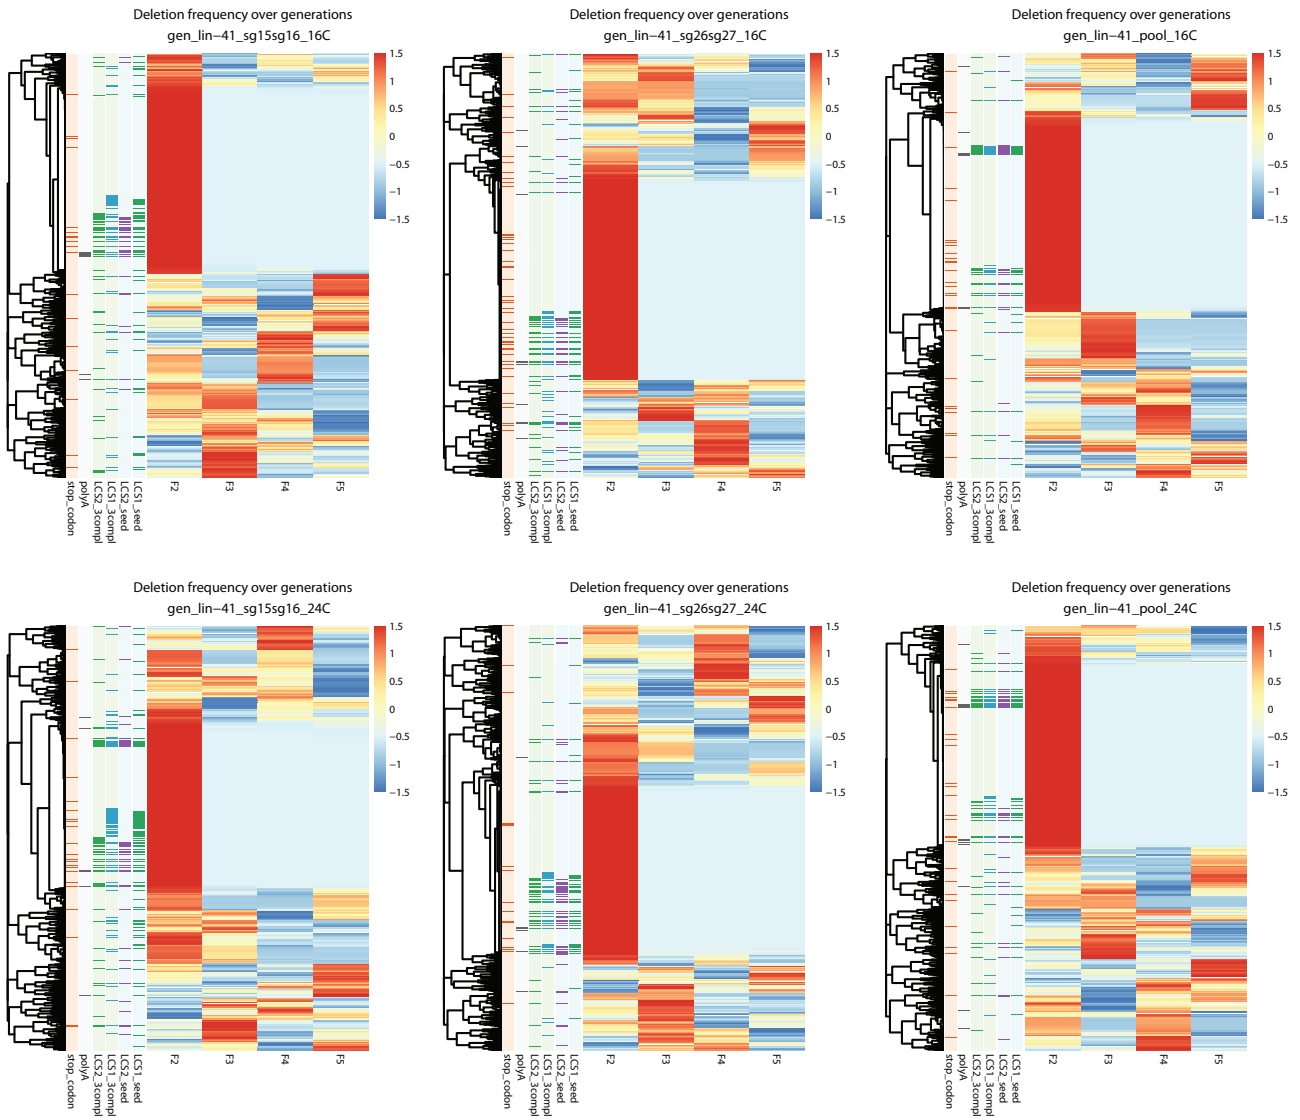 Deletion frequency over generations
gen_lin−41_sg15sg16_16C
1.5
1
0.5
0
−0.5
−1
−1.5
stop_codon
polyA
LCS2_3compl
LCS1_3compl
LCS2_seed
LCS1_seed
F2
F3
F4
F5
Deletion frequency over generations
gen_lin−41_sg26sg27_16C
1.5
1
0.5
0
−0.5
−1
−1.5
stop_codon
polyA
LCS2_3compl
LCS1_3compl
LCS2_seed
LCS1_seed
F2
F3
F4
F5
Deletion frequency over generations
gen_lin−41_pool_16C
1.5
1
0.5
0
−0.5
−1
−1.5
stop_codon
polyA
LCS2_3compl
LCS1_3compl
LCS2_seed
LCS1_seed
F2
F3
F4
F5
Deletion frequency over generations
gen_lin−41_sg15sg16_24C
1.5
1
0.5
0
−0.5
−1
−1.5
stop_codon
polyA
LCS2_3compl
LCS1_3compl
LCS2_seed
LCS1_seed
F2
F3
F4
F5
Deletion frequency over generations
gen_lin−41_sg26sg27_24C
1.5
1
0.5
0
−0.5
−1
−1.5
stop_codon
polyA
LCS2_3compl
LCS1_3compl
LCS2_seed
LCS1_seed
F2
F3
F4
F5
Deletion frequency over generations
gen_lin−41_pool_24C
1.5
1
0.5
0
−0.5
−1
−1.5
stop_codon
polyA
LCS2_3compl
LCS1_3compl
LCS2_seed
LCS1_seed
F2
F3
F4
F5